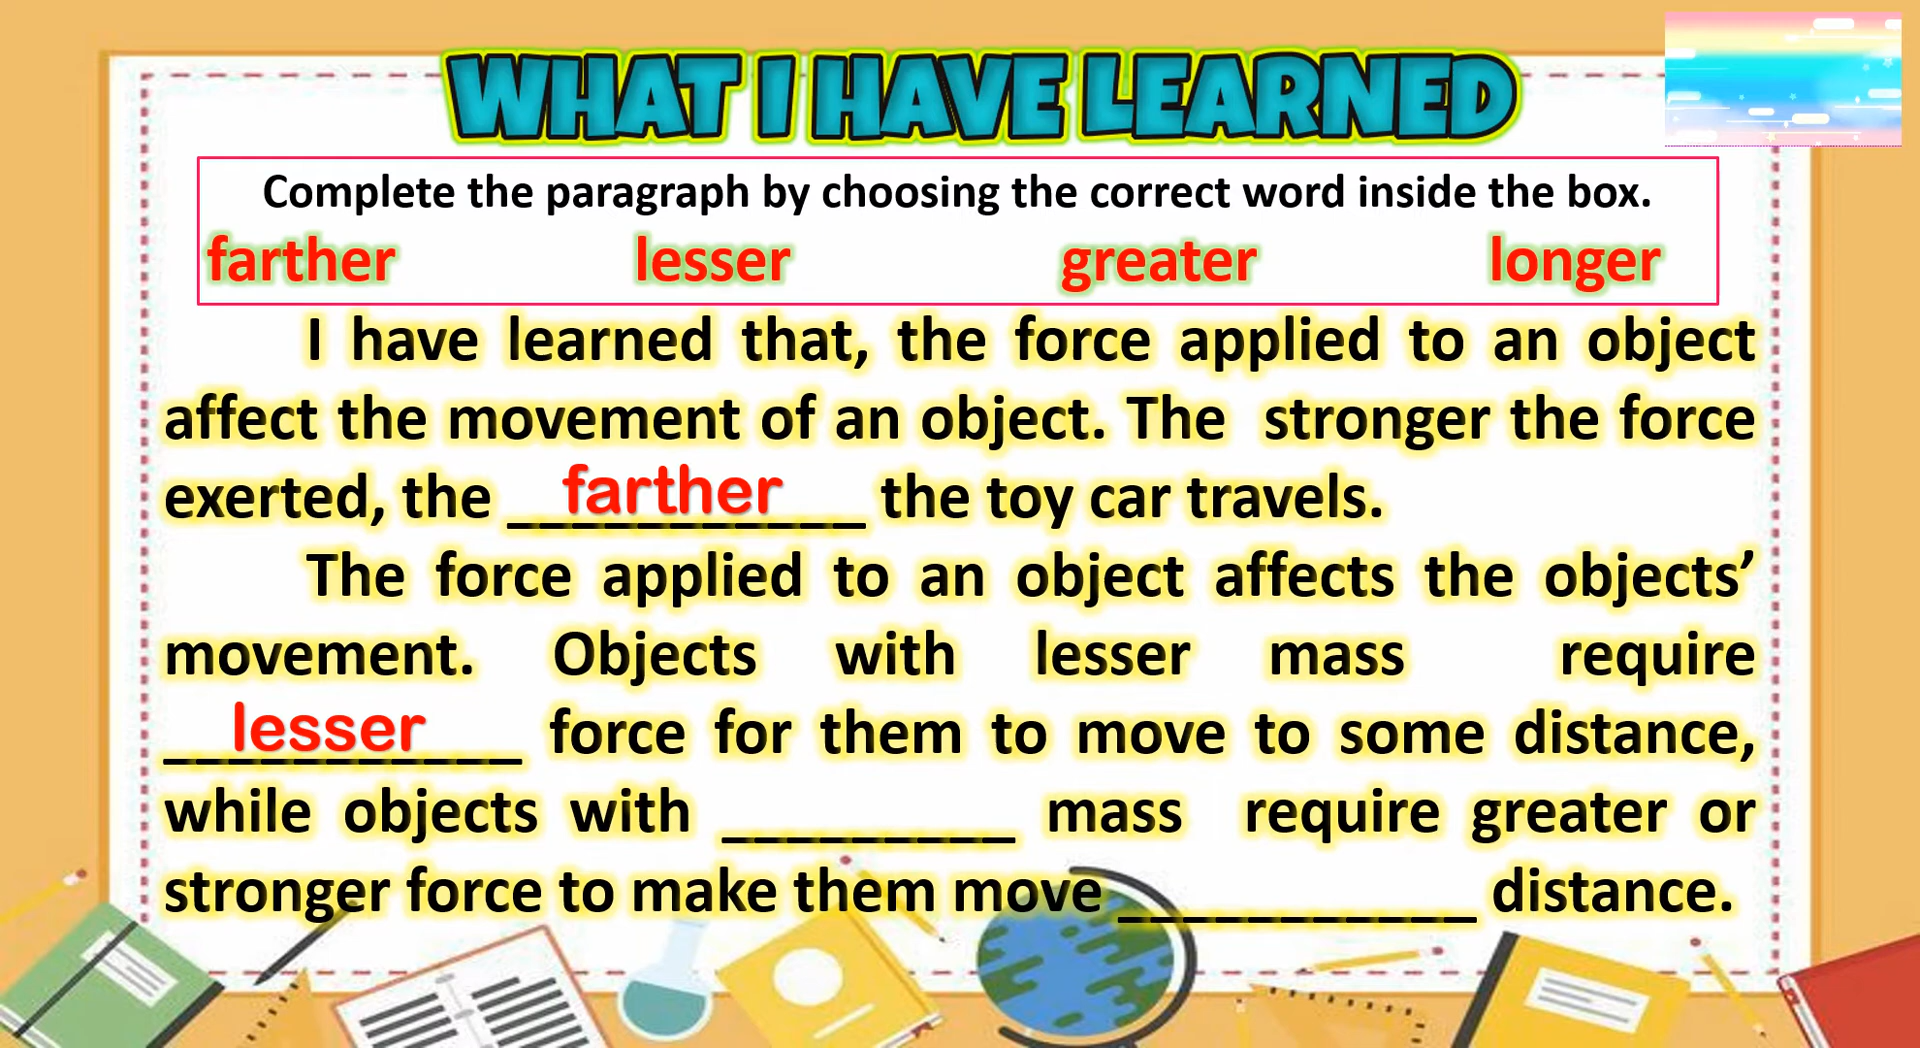 WHAT I HAVE LEARNED
Complete the paragraph by choosing the correct word inside the box.
farther lesser greater longer
I have learned that, the force applied to an object
affect the movement of an object. The stronger the force
exerted, the ___farther___ the toy car travels.
The force applied to an object affects the objects’
movement. Objects with lesser mass require
___lesser___ force for them to move to some distance,
while objects with _________ mass require greater or
stronger force to make them move ___________ distance.